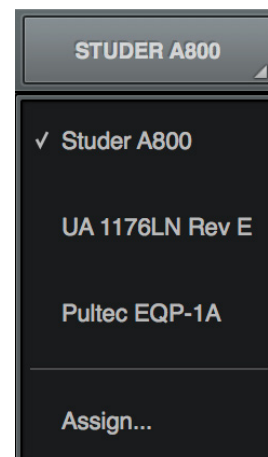 STUDER A800
✓ Studer A800
UA 1176LN Rev E
Pultec EQP-1A
Assign...